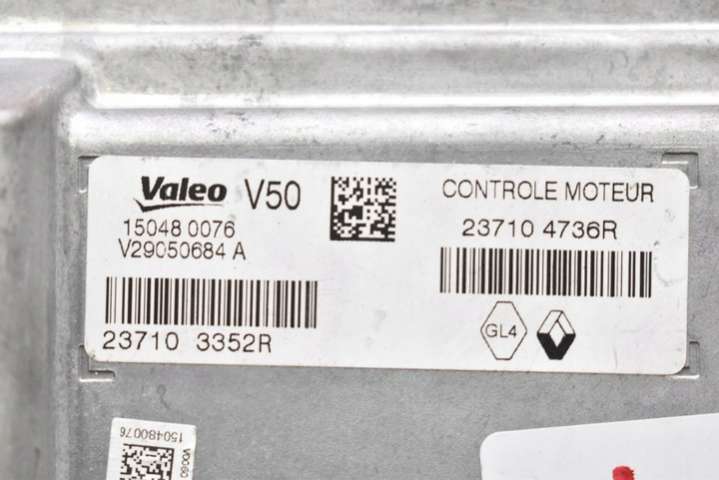 Valeo V50
15048 0076
V29050684 A
23710 3352R
CONTROLE MOTEUR
23710 4736R
GL4
150480076